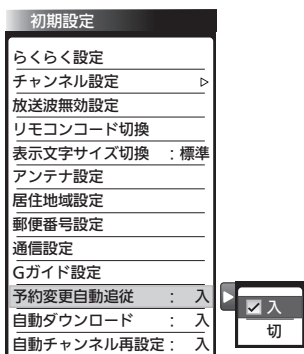 初期設定
らくらく設定
チャンネル設定
放送波無効設定
リモコンコード切換
表示文字サイズ切換 : 標準
アンテナ設定
居住地域設定
郵便番号設定
通信設定
Gガイド設定
予約変更自動追従 : 入
自動ダウンロード : 入
自動チャンネル再設定 : 入
入
切